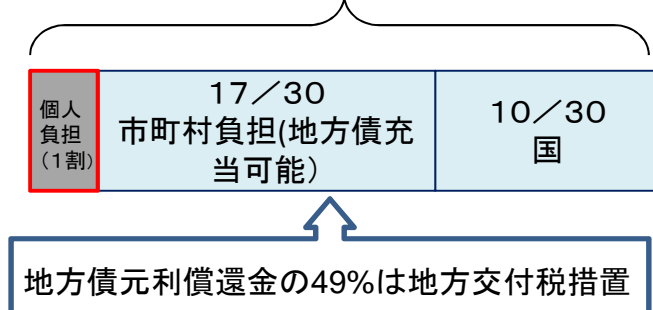 個人
負担
（1割）
17／30
市町村負担(地方債充
当可能）
10／30
国
地方債元利償還金の49%は地方交付税措置